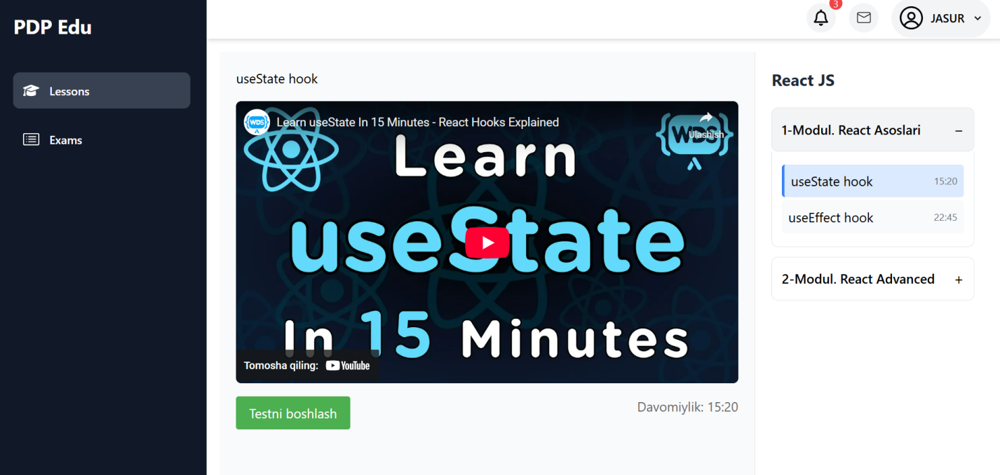 PDP Edu
Lessons
Exams
3
JASUR
useState hook
WDS
Learn useState In 15 Minutes - React Hooks Explained
WDS
Ulashish
Learn
useState
In 15 Minutes
Tomosha qiling: YouTube
Testni boshlash
Davomiylik: 15:20
React JS
1-Modul. React Asoslari −
useState hook 15:20
useEffect hook 22:45
2-Modul. React Advanced +